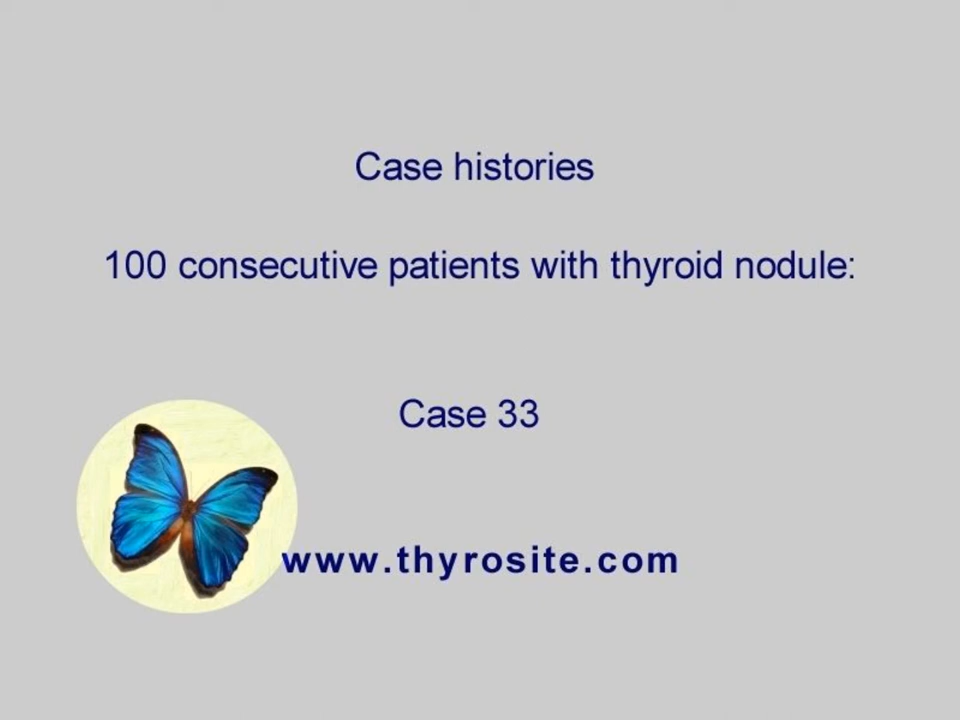 Case histories
100 consecutive patients with thyroid nodule:
Case 33
www.thyrosite.com